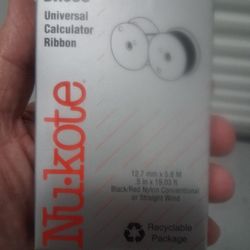 Universal
Calculator
Ribbon
Nu-kote
12.7 mm x 5.8 M
.5 in x 19.03 ft
Black/Red Nylon Conventional
or Straight Wind
Recyclable
Package